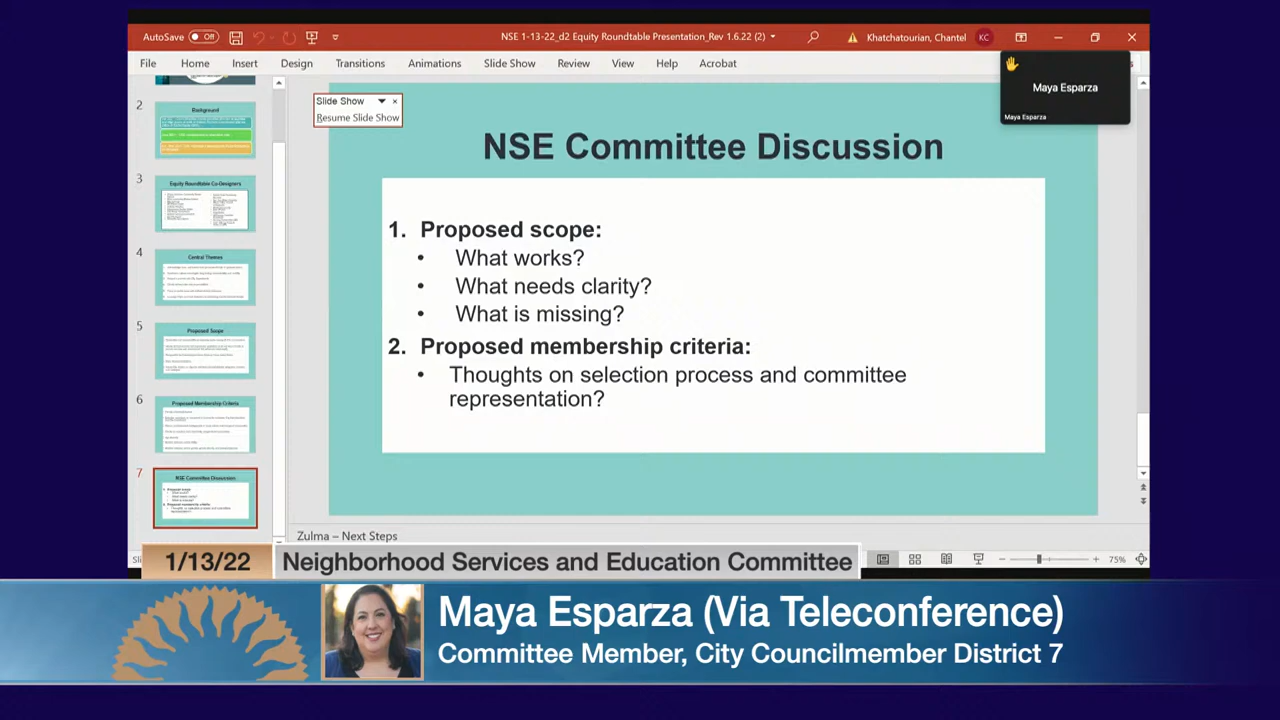 AutoSave Off
NSE 1-13-22_d2 Equity Roundtable Presentation_Rev 1.6.22 (2)
Khatchatourian, Chantel KC
File Home Insert Design Transitions Animations Slide Show Review View Help Acrobat
Maya Esparza
Maya Esparza
Slide Show
Resume Slide Show
2
Background
3
Equity Roundtable Co-Designers
4
Central Themes
5
Proposed Scope
6
Proposed Membership Criteria
7
NSE Committee Discussion
NSE Committee Discussion
1. Proposed scope:
• What works?
• What needs clarity?
• What is missing?
2. Proposed membership criteria:
• Thoughts on selection process and committee
representation?
Zulma – Next Steps
75%
1/13/22
Neighborhood Services and Education Committee
Maya Esparza (Via Teleconference)
Committee Member, City Councilmember District 7